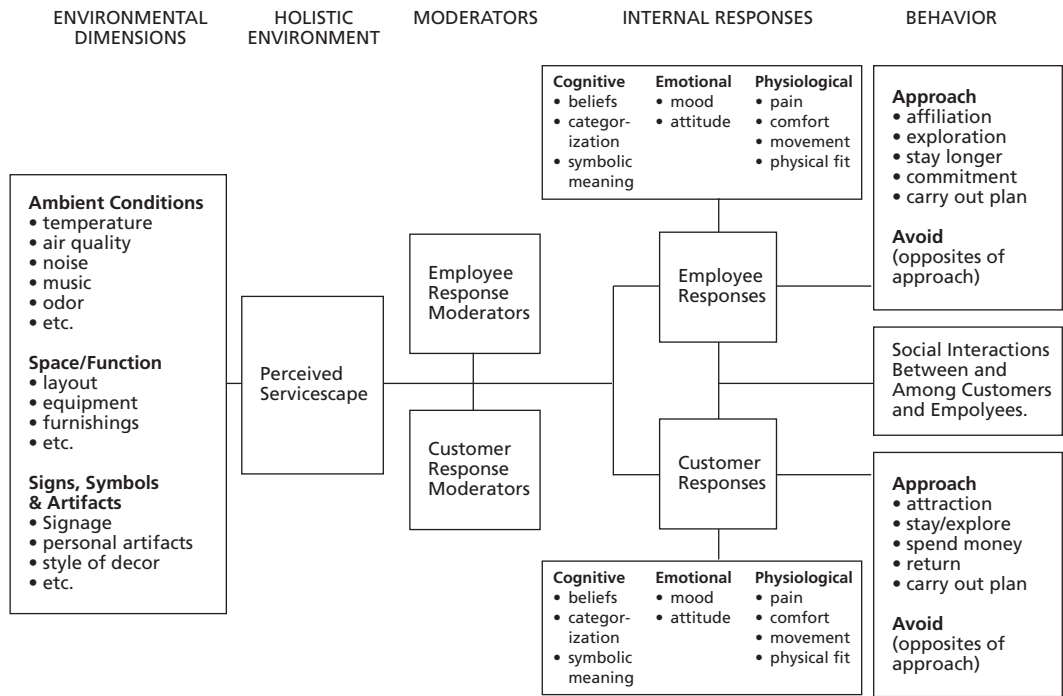 ENVIRONMENTAL
DIMENSIONS
HOLISTIC
ENVIRONMENT
MODERATORS
INTERNAL RESPONSES
BEHAVIOR
Ambient Conditions
• temperature
• air quality
• noise
• music
• odor
• etc.
Space/Function
• layout
• equipment
• furnishings
• etc.
Signs, Symbols
& Artifacts
• Signage
• personal artifacts
• style of decor
• etc.
Perceived
Servicescape
Employee
Response
Moderators
Customer
Response
Moderators
Cognitive
• beliefs
• categor-
ization
• symbolic
meaning
Emotional
• mood
• attitude
Physiological
• pain
• comfort
• movement
• physical fit
Employee
Responses
Customer
Responses
Cognitive
• beliefs
• categor-
ization
• symbolic
meaning
Emotional
• mood
• attitude
Physiological
• pain
• comfort
• movement
• physical fit
Approach
• affiliation
• exploration
• stay longer
• commitment
• carry out plan
Avoid
(opposites of
approach)
Social Interactions
Between and
Among Customers
and Empolyees.
Approach
• attraction
• stay/explore
• spend money
• return
• carry out plan
Avoid
(opposites of
approach)